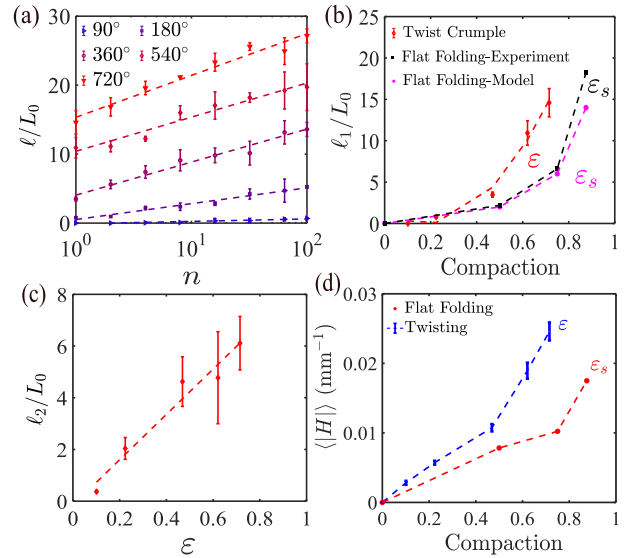 (a)
90° 180°
360° 540°
720°
30
20
10
0
ℓ/L₀
10⁰ 10¹ 10²
n
(b)
Twist Crumple
Flat Folding-Experiment
Flat Folding-Model
20
15
10
5
0
ℓ₁/L₀
ε
εₛ
εₛ
0 0.2 0.4 0.6 0.8 1
Compaction
(c)
8
6
4
2
0
ℓ₂/L₀
0 0.2 0.4 0.6 0.8 1
ε
(d)
Flat Folding
Twisting
0.03
0.02
0.01
0
⟨|H|⟩ (mm⁻¹)
ε
εₛ
0 0.2 0.4 0.6 0.8 1
Compaction